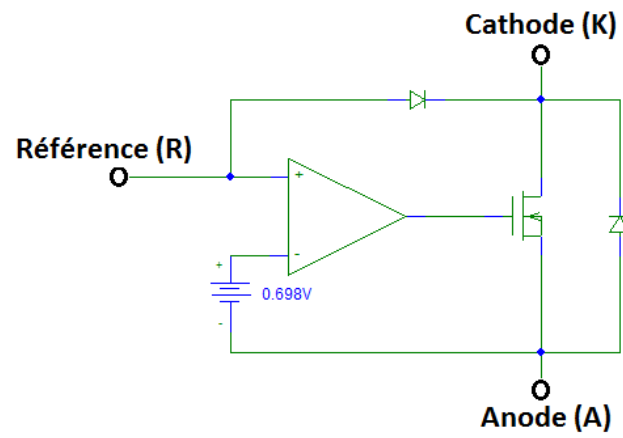 Cathode (K)
Référence (R)
+
-
+
0.698V
-
Anode (A)